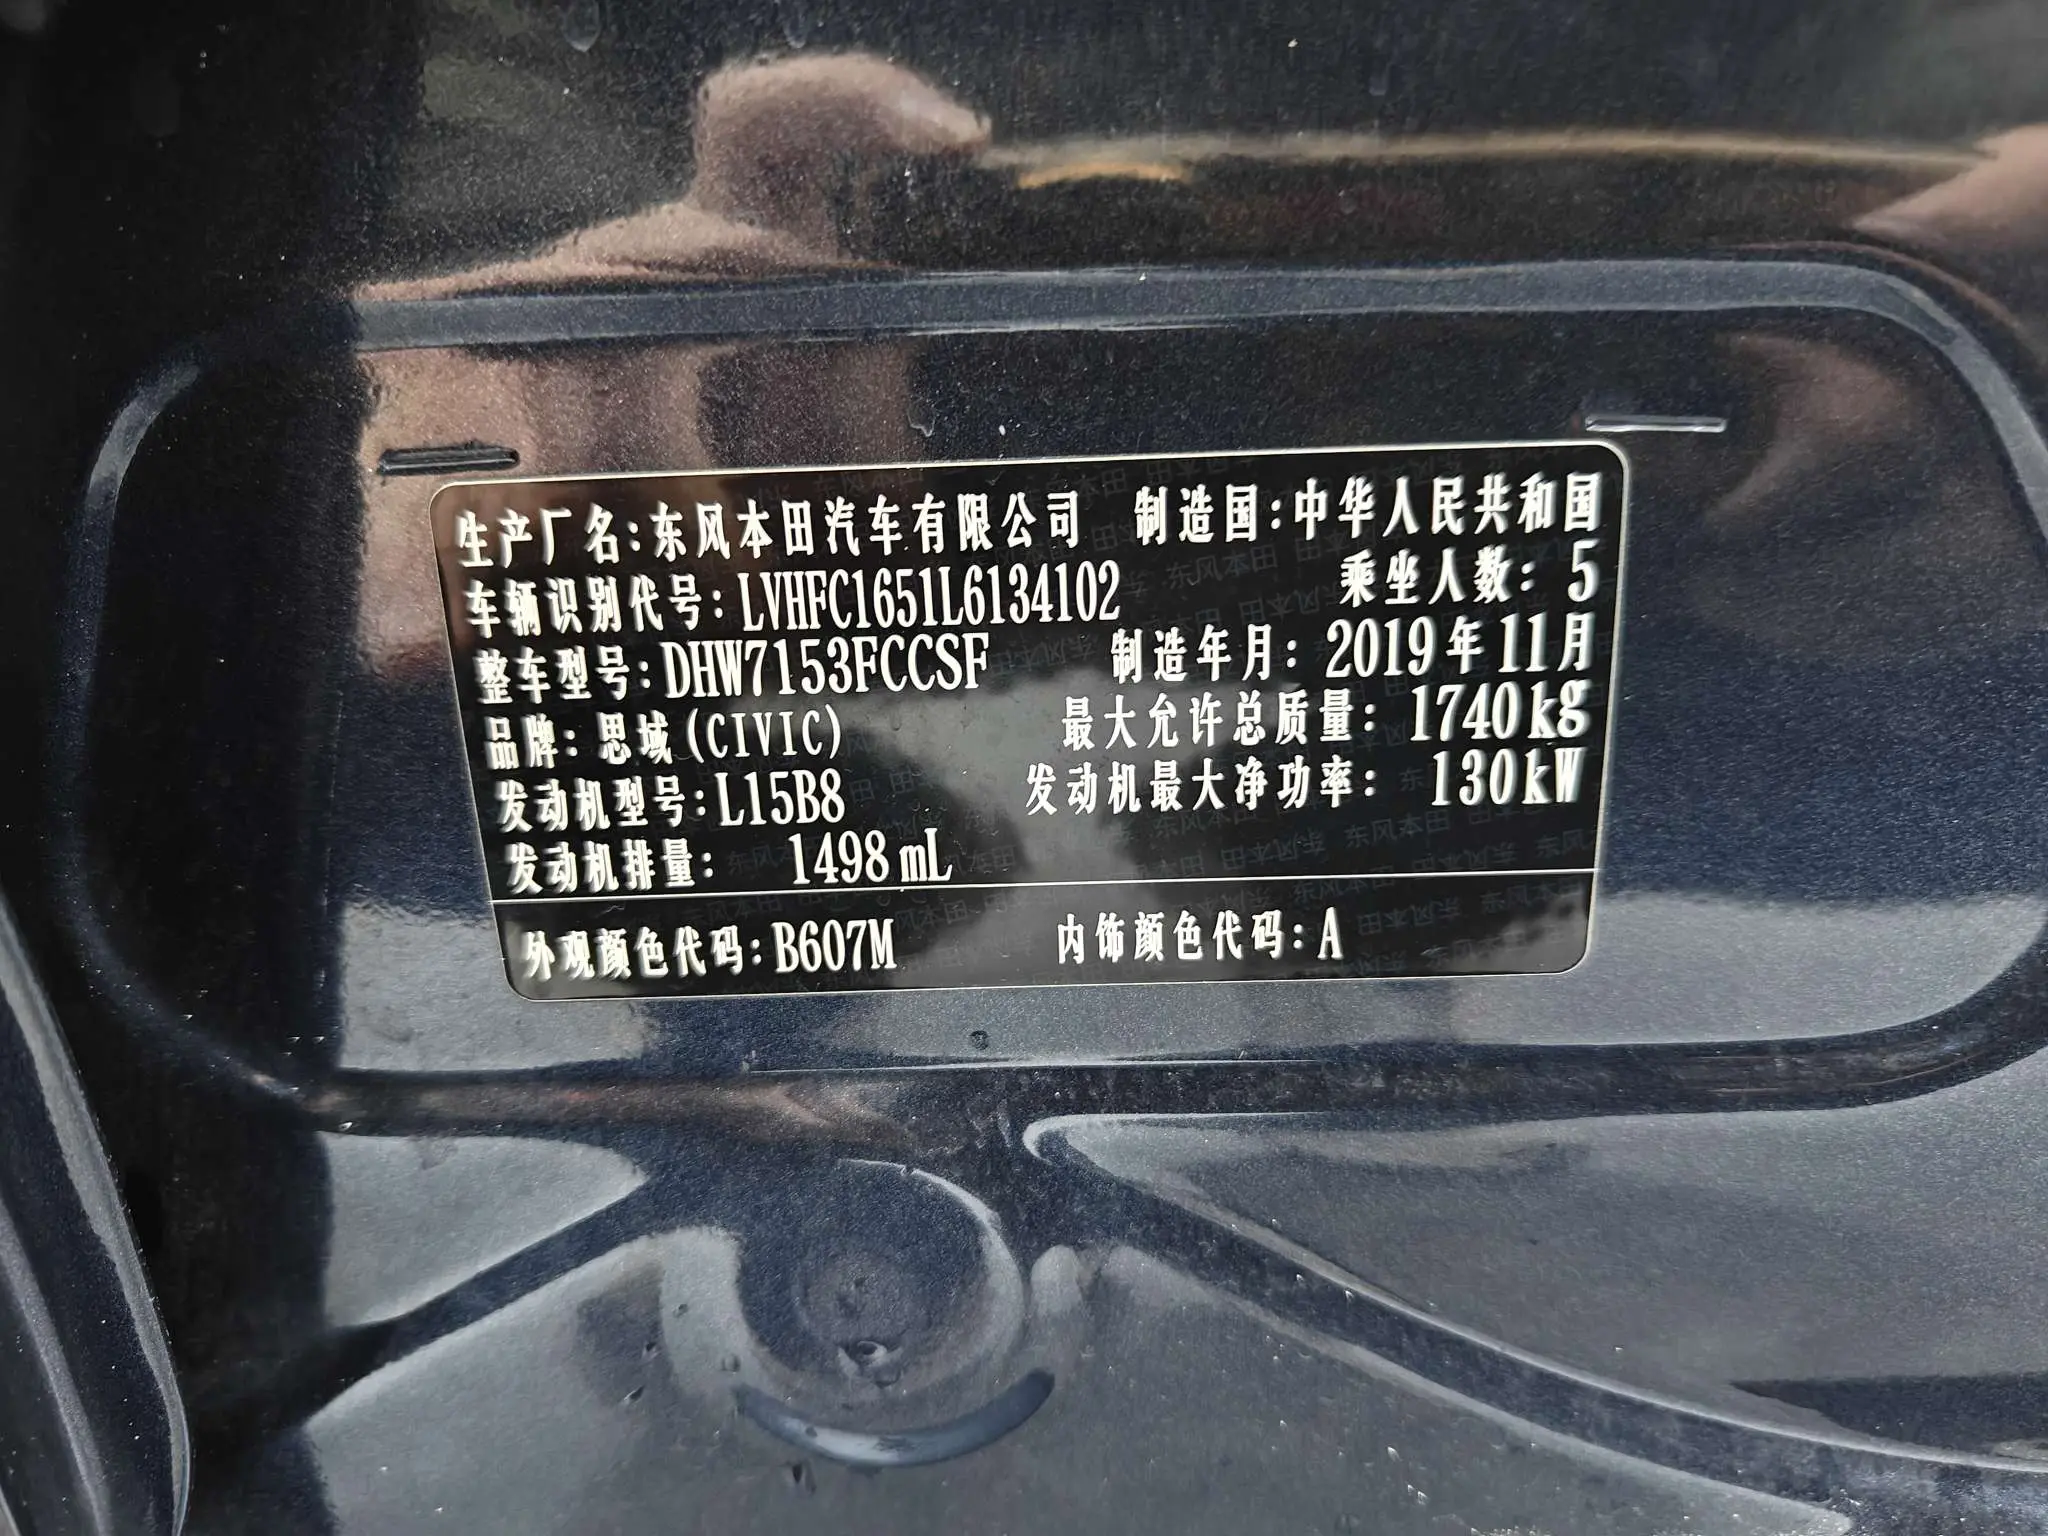 生产厂名:东风本田汽车有限公司 制造国:中华人民共和国
车辆识别代号:LVHFC1651L6134102 乘坐人数:5
整车型号:DHW7153FCCSF 制造年月:2019年11月
品牌:思域(CIVIC) 最大允许总质量:1740kg
发动机型号:L15B8 发动机最大净功率:130kW
发动机排量:1498mL
外观颜色代码:B607M 内饰颜色代码:A